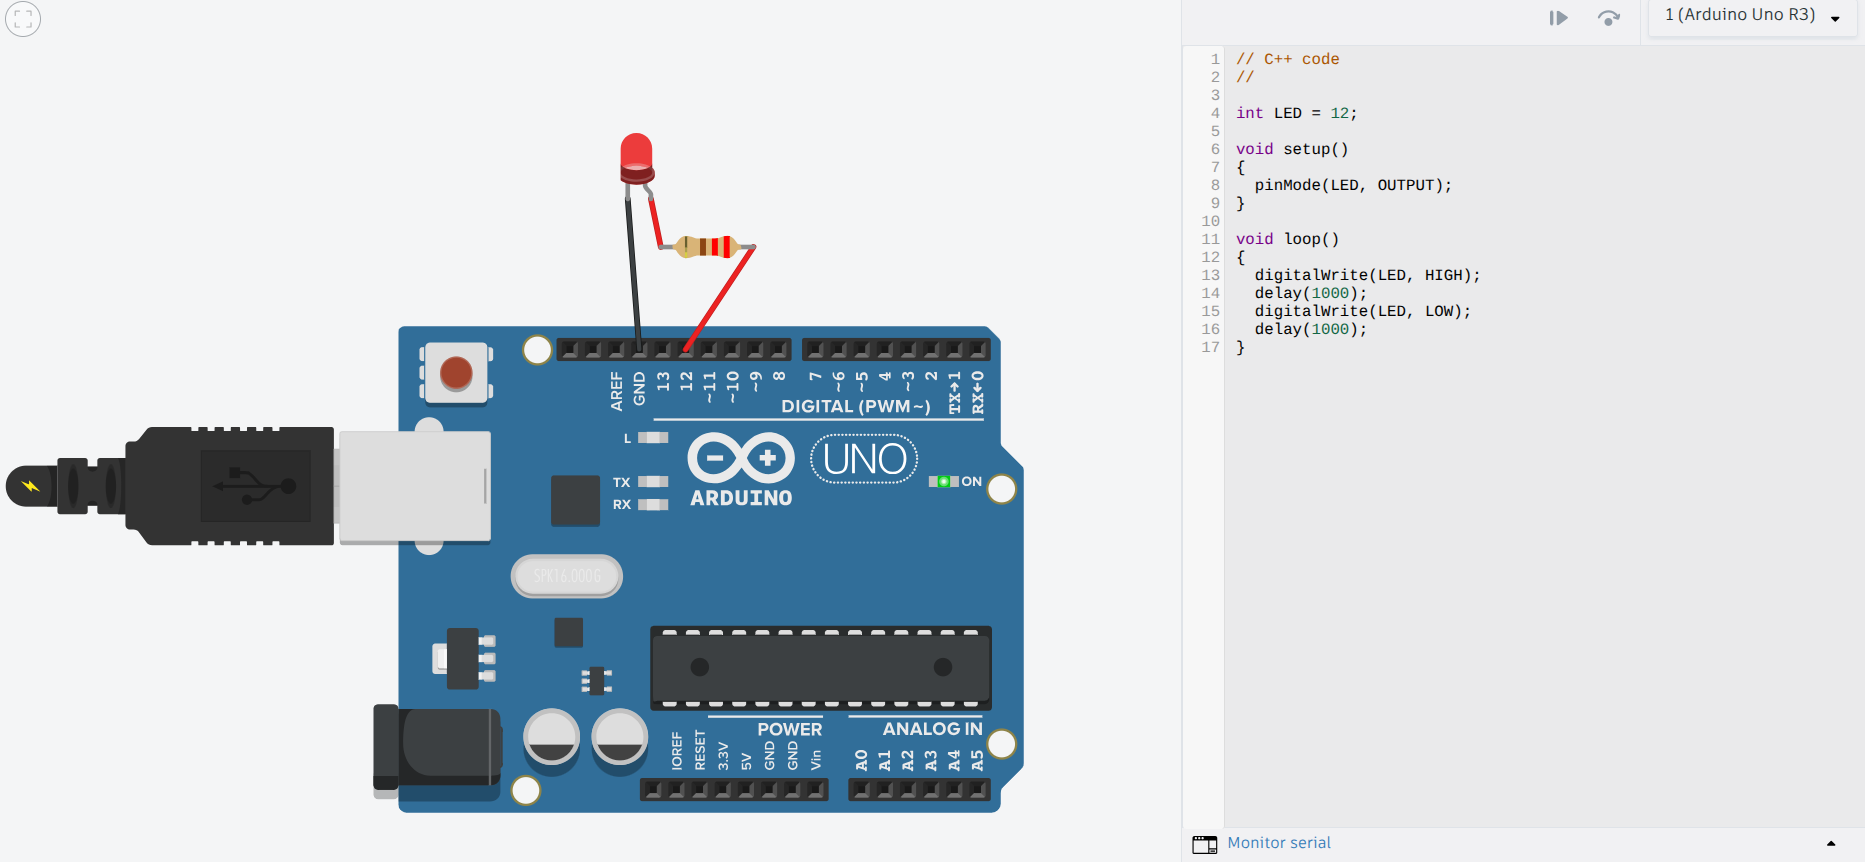 1 (Arduino Uno R3)
1 // C++ code
2 //
3
4 int LED = 12;
5
6 void setup()
7 {
8   pinMode(LED, OUTPUT);
9 }
10
11 void loop()
12 {
13   digitalWrite(LED, HIGH);
14   delay(1000);
15   digitalWrite(LED, LOW);
16   delay(1000);
17 }
Monitor serial
AREF GND 13 12 ~11 ~10 ~9 8 7 ~6 ~5 4 ~3 2 TX→1 RX←0
DIGITAL (PWM~)
L
TX
RX
ARDUINO
UNO
ON
SPK16.000G
POWER
ANALOG IN
IOREF RESET 3.3V 5V GND GND Vin A0 A1 A2 A3 A4 A5